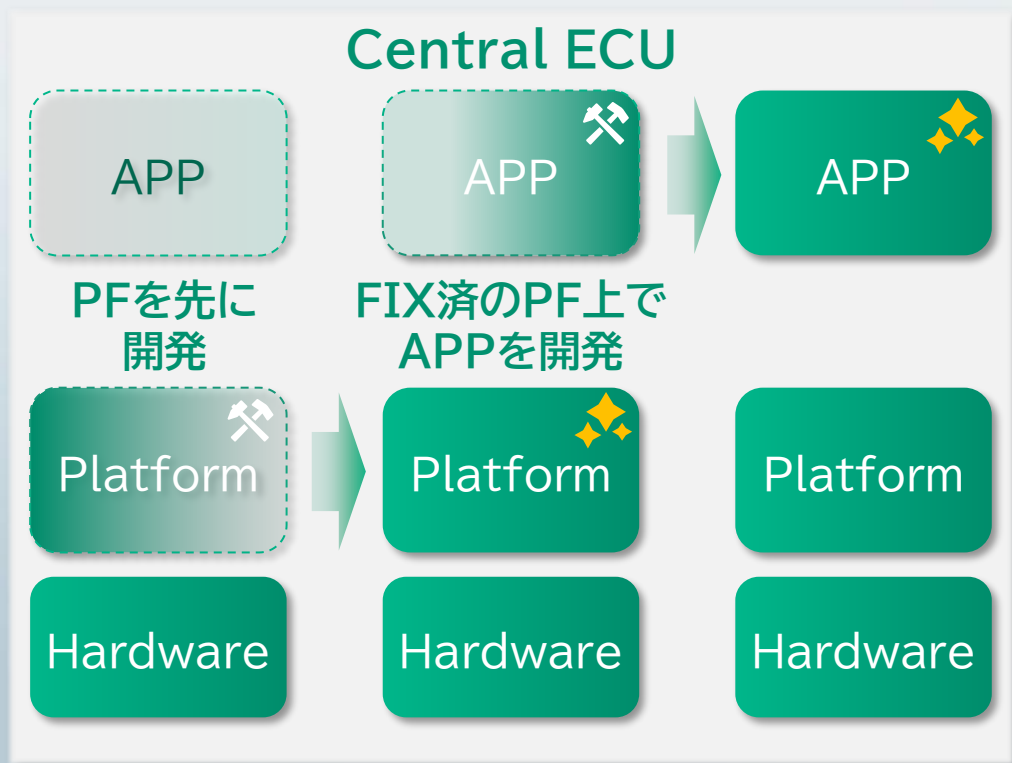 Central ECU
APP
APP
APP
PFを先に
開発
FIX済のPF上で
APPを開発
Platform
Platform
Platform
Hardware
Hardware
Hardware